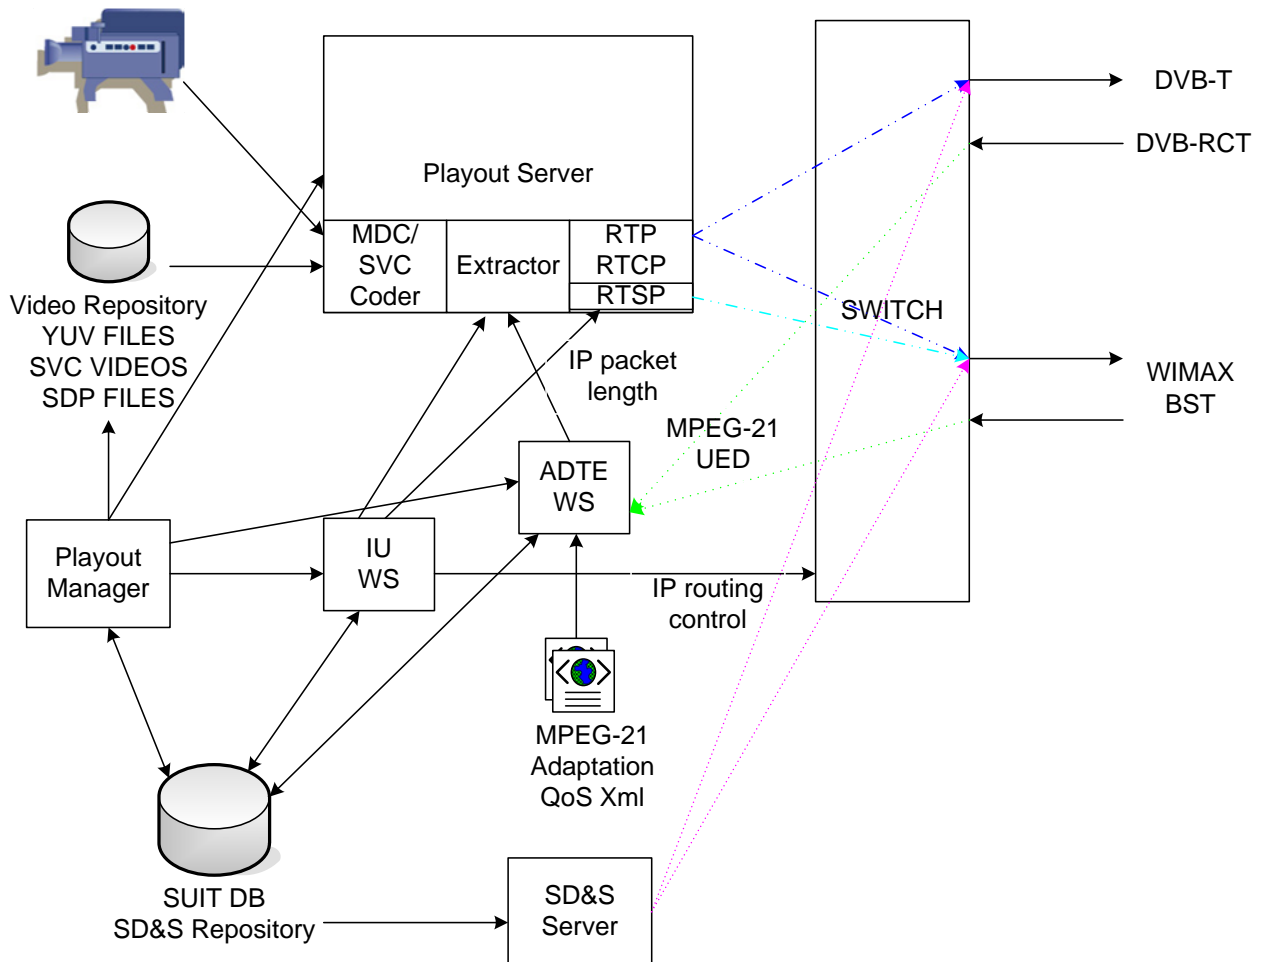 DVB-T
DVB-RCT
Playout Server
MDC/
SVC
Coder
Extractor
RTP
RTCP
RTSP
Video Repository
YUV FILES
SVC VIDEOS
SDP FILES
SWITCH
IP packet
length
WIMAX
BST
MPEG-21
UED
ADTE
WS
Playout
Manager
IU
WS
IP routing
control
MPEG-21
Adaptation
QoS Xml
SUIT DB
SD&S Repository
SD&S
Server